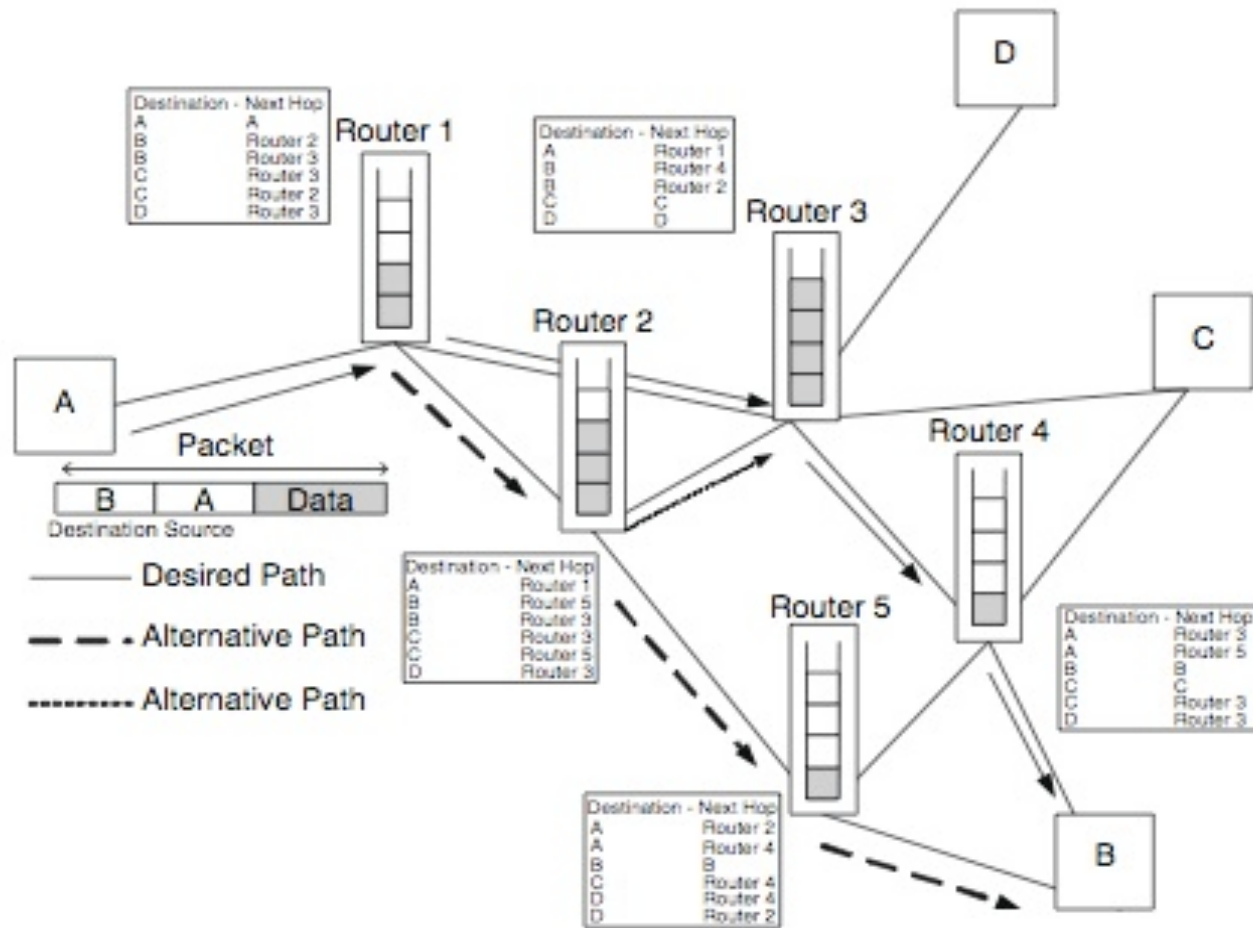 D
Destination - Next Hop
A A
B Router 2
B Router 3
C Router 3
C Router 2
D Router 3
Router 1
Destination - Next Hop
A Router 1
B Router 4
B Router 2
C C
D D
Router 3
Router 2
C
A
Router 4
Packet
B A Data
Destination Source
Desired Path
Alternative Path
Alternative Path
Destination - Next Hop
A Router 1
B Router 5
B Router 3
C Router 3
C Router 5
D Router 3
Router 5
Destination - Next Hop
A Router 3
A Router 5
B B
C C
C Router 3
D Router 3
Destination - Next Hop
A Router 2
A Router 4
B B
C Router 4
D Router 4
D Router 2
B